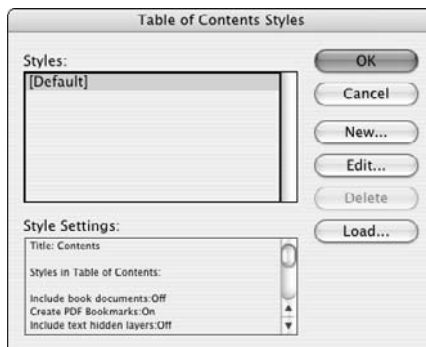 Table of Contents Styles
Styles:
[Default]
OK
Cancel
New...
Edit...
Delete
Load...
Style Settings:
Title: Contents
Styles in Table of Contents:
Include book documents:Off
Create PDF Bookmarks:On
Include text hidden layers:Off